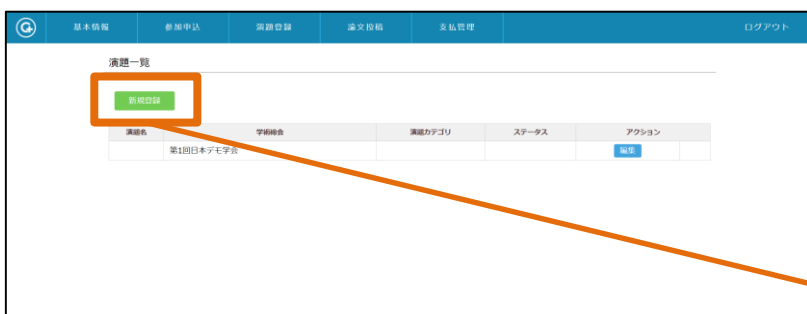 基本情報 参加申込 演題登録 論文投稿 支払管理 ログアウト
演題一覧
新規登録
演題名 学術総会 演題カテゴリ ステータス アクション
第1回日本デモ学会 編集